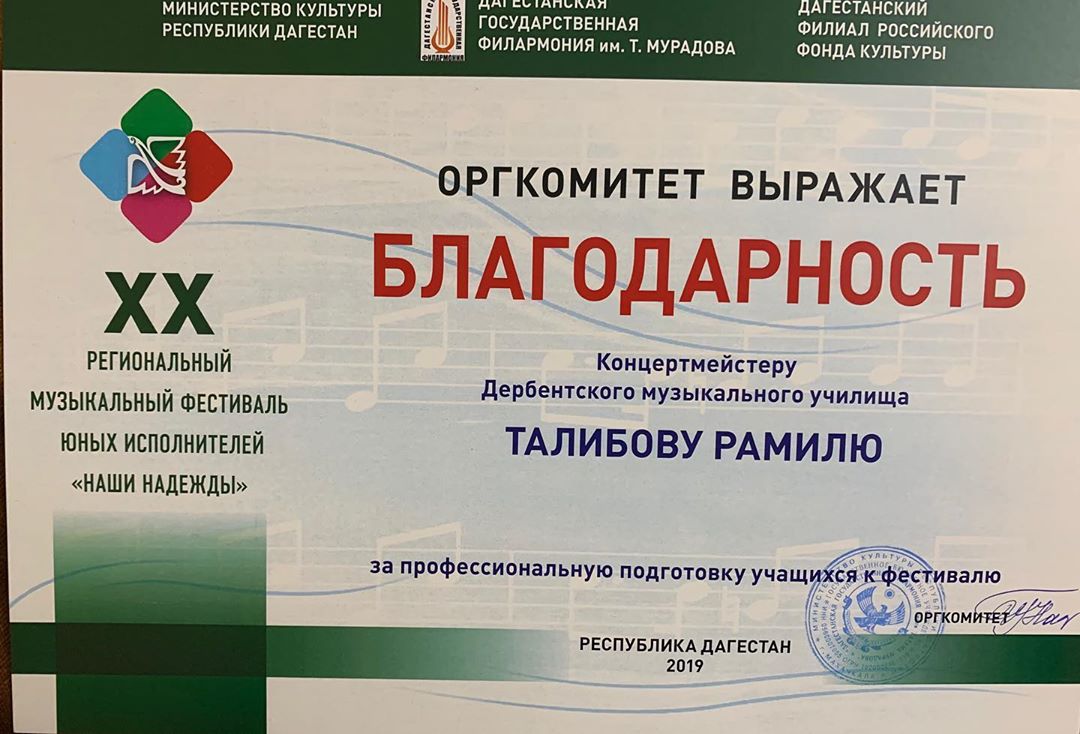 МИНИСТЕРСТВО КУЛЬТУРЫ
РЕСПУБЛИКИ ДАГЕСТАН
ФИЛАРМОНИЯ
ДАГЕСТАНСКАЯ
ГОСУДАРСТВЕННАЯ
ФИЛАРМОНИЯ им. Т. МУРАДОВА
ДАГЕСТАНСКИЙ
ФИЛИАЛ РОССИЙСКОГО
ФОНДА КУЛЬТУРЫ
XX
РЕГИОНАЛЬНЫЙ
МУЗЫКАЛЬНЫЙ ФЕСТИВАЛЬ
ЮНЫХ ИСПОЛНИТЕЛЕЙ
«НАШИ НАДЕЖДЫ»
ОРГКОМИТЕТ ВЫРАЖАЕТ
БЛАГОДАРНОСТЬ
Концертмейстеру
Дербентского музыкального училища
ТАЛИБОВУ РАМИЛЮ
за профессиональную подготовку учащихся к фестивалю
ОРГКОМИТЕТ
РЕСПУБЛИКА ДАГЕСТАН
2019